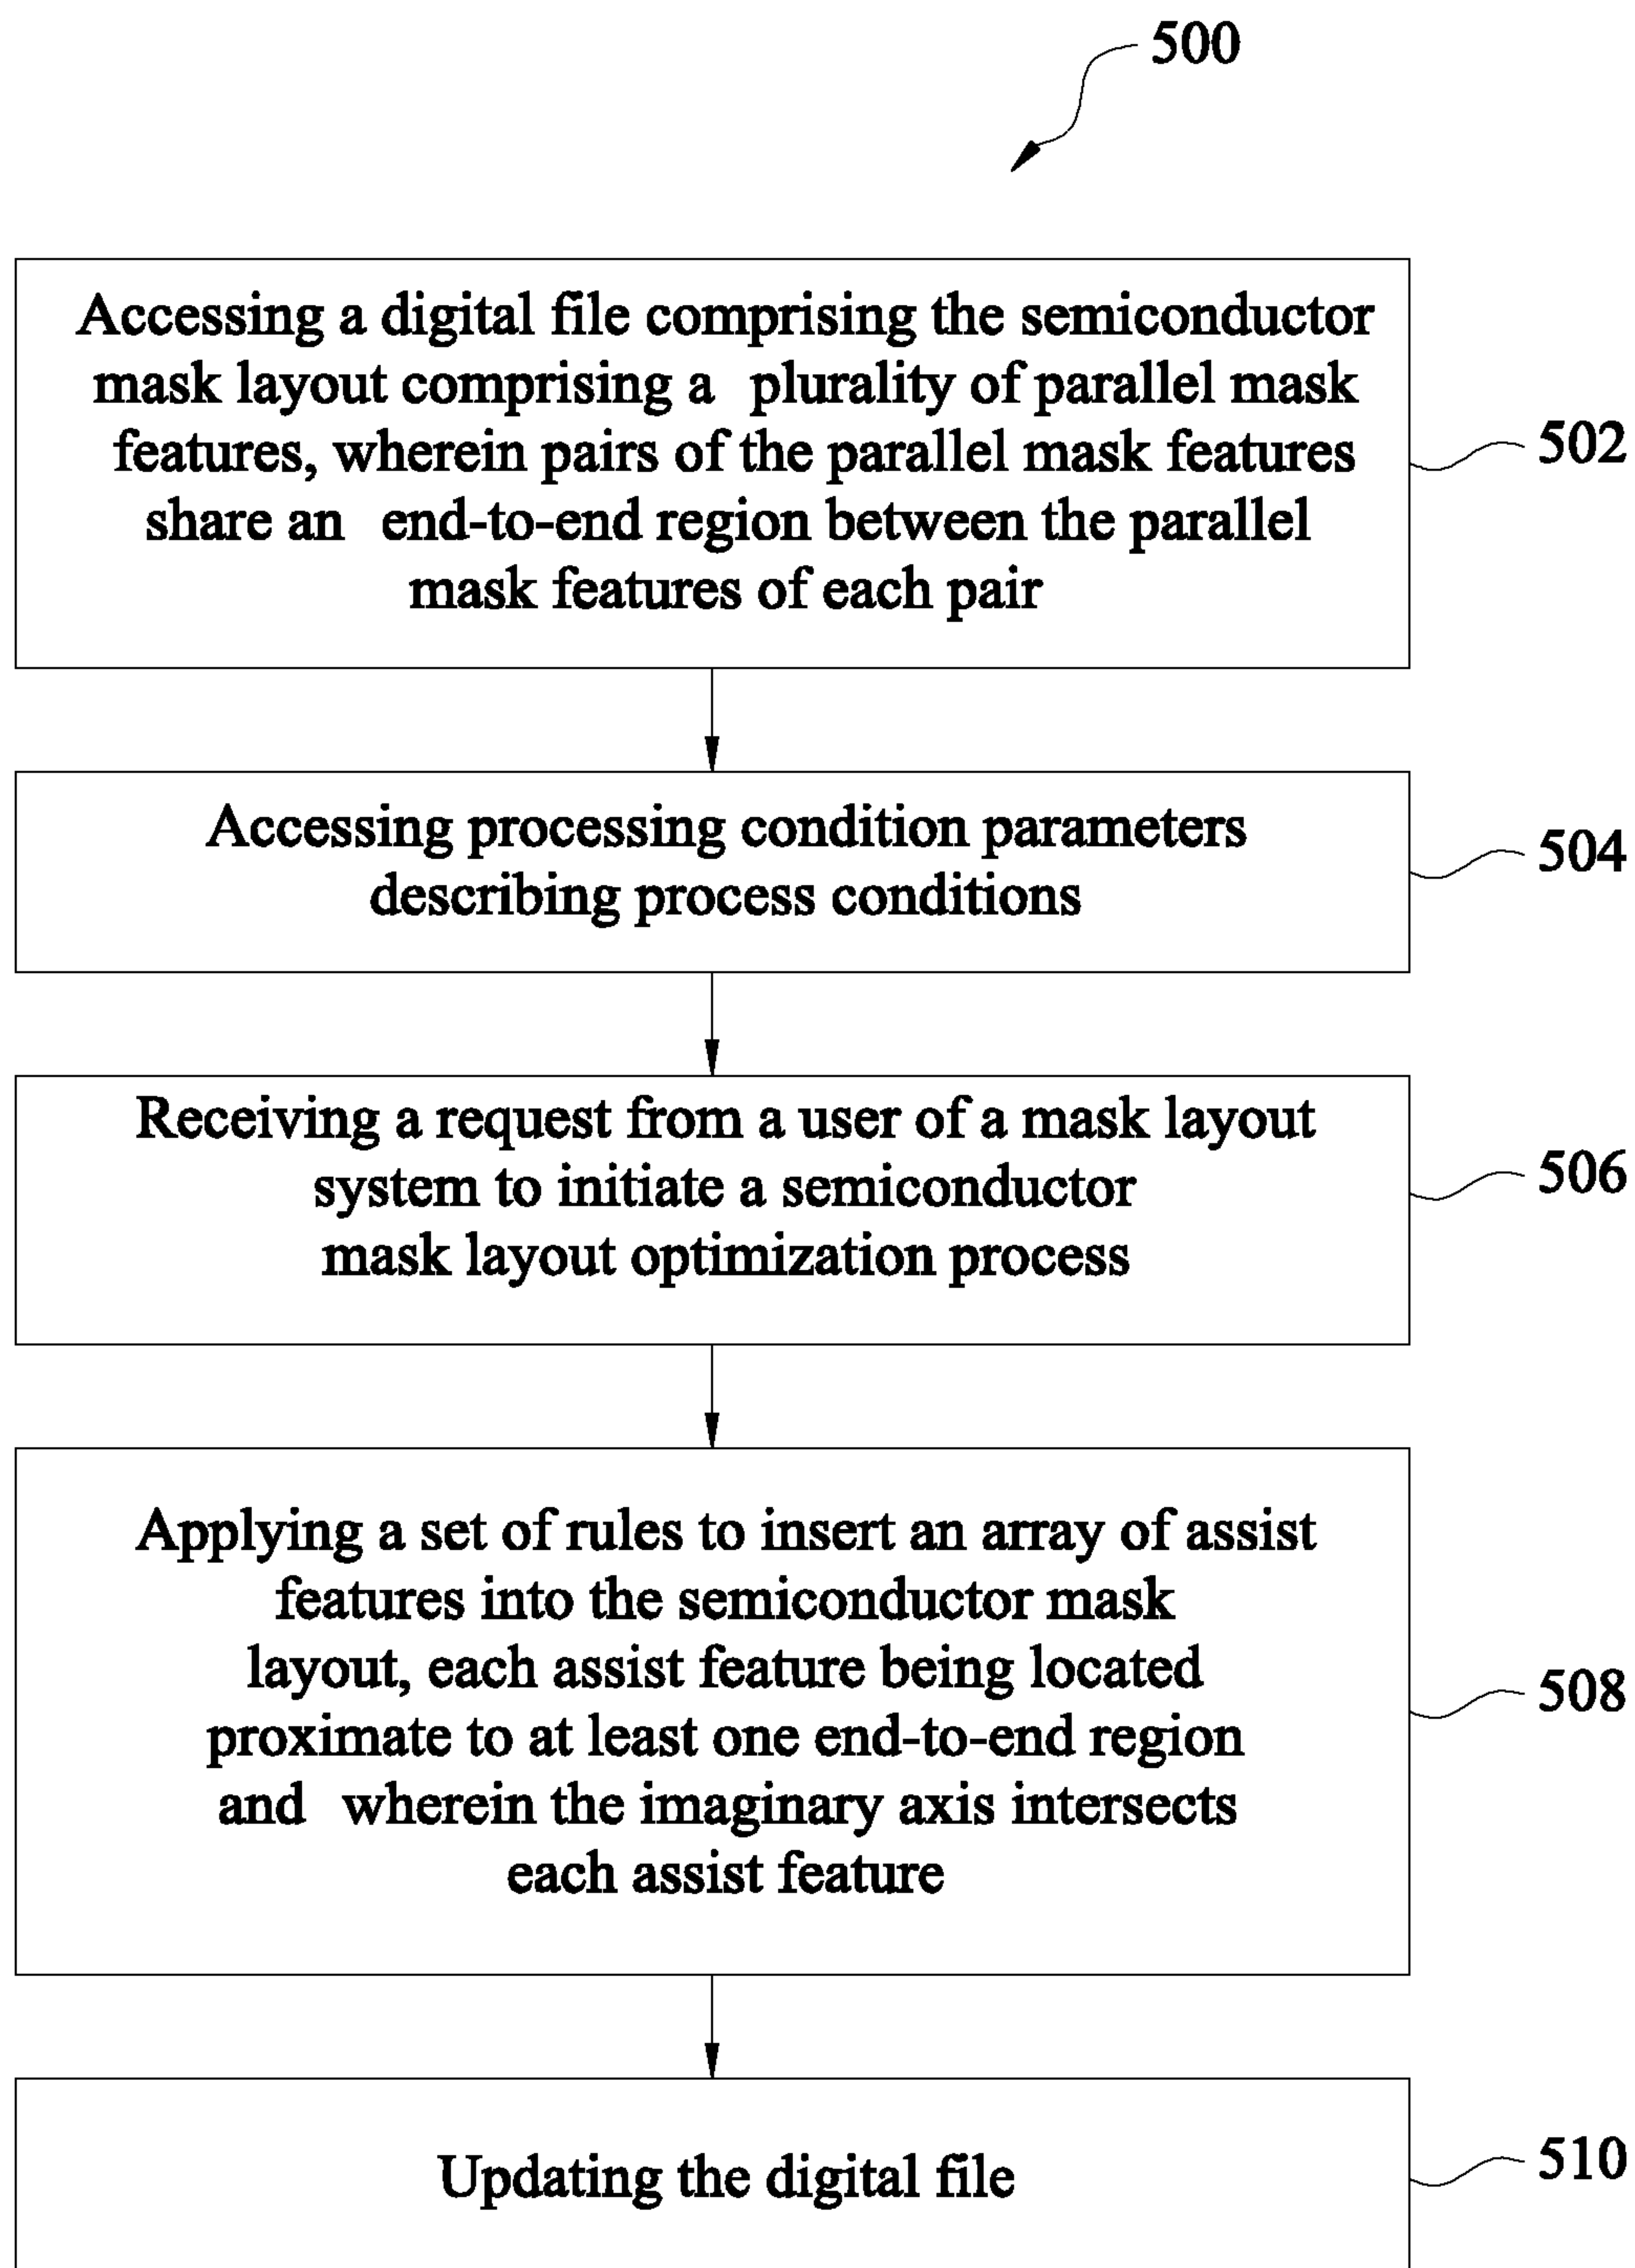 500
Accessing a digital file comprising the semiconductor
mask layout comprising a plurality of parallel mask
features, wherein pairs of the parallel mask features
share an end-to-end region between the parallel
mask features of each pair
502
Accessing processing condition parameters
describing process conditions
504
Receiving a request from a user of a mask layout
system to initiate a semiconductor
mask layout optimization process
506
Applying a set of rules to insert an array of assist
features into the semiconductor mask
layout, each assist feature being located
proximate to at least one end-to-end region
and wherein the imaginary axis intersects
each assist feature
508
Updating the digital file
510